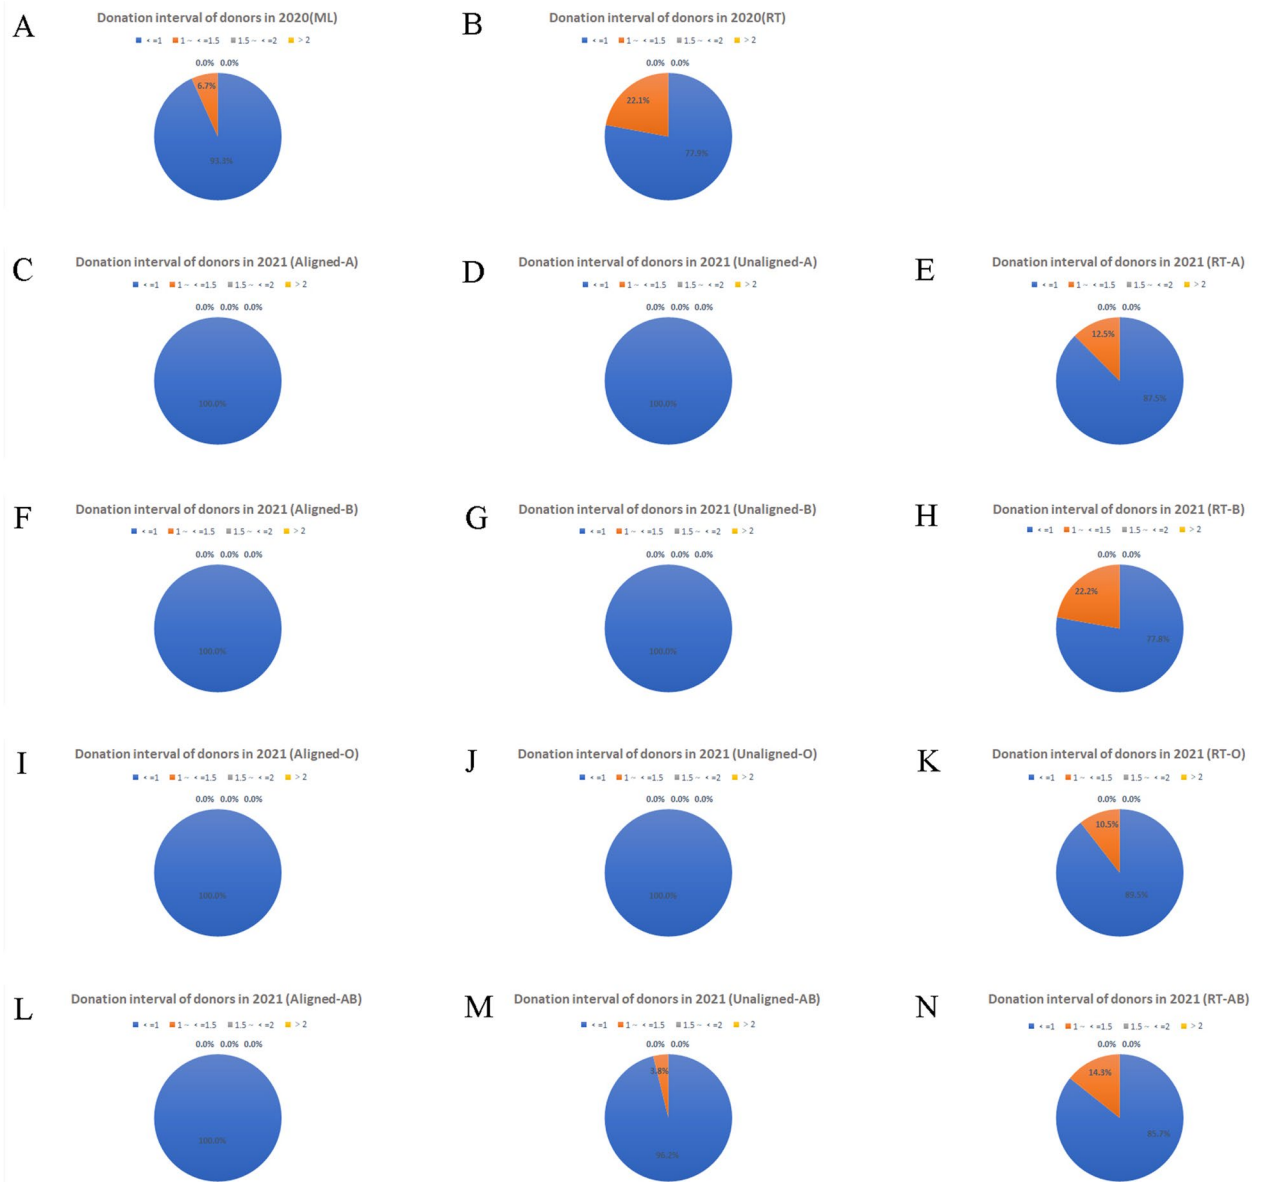 A
Donation interval of donors in 2020(ML)
<=1 1~ <=1.5 1.5~ <=2 >2
0.0% 0.0%
6.7%
93.3%
B
Donation interval of donors in 2020(RT)
<=1 1~ <=1.5 1.5~ <=2 >2
0.0% 0.0%
22.1%
77.9%
C
Donation interval of donors in 2021 (Aligned-A)
<=1 1~ <=1.5 1.5~ <=2 >2
0.0% 0.0% 0.0%
100.0%
D
Donation interval of donors in 2021 (Unaligned-A)
<=1 1~ <=1.5 1.5~ <=2 >2
0.0% 0.0% 0.0%
100.0%
E
Donation interval of donors in 2021 (RT-A)
<=1 1~ <=1.5 1.5~ <=2 >2
0.0% 0.0%
12.5%
87.5%
F
Donation interval of donors in 2021 (Aligned-B)
<=1 1~ <=1.5 1.5~ <=2 >2
0.0% 0.0% 0.0%
100.0%
G
Donation interval of donors in 2021 (Unaligned-B)
<=1 1~ <=1.5 1.5~ <=2 >2
0.0% 0.0% 0.0%
100.0%
H
Donation interval of donors in 2021 (RT-B)
<=1 1~ <=1.5 1.5~ <=2 >2
0.0% 0.0%
22.2%
77.8%
I
Donation interval of donors in 2021 (Aligned-O)
<=1 1~ <=1.5 1.5~ <=2 >2
0.0% 0.0% 0.0%
100.0%
J
Donation interval of donors in 2021 (Unaligned-O)
<=1 1~ <=1.5 1.5~ <=2 >2
0.0% 0.0% 0.0%
100.0%
K
Donation interval of donors in 2021 (RT-O)
<=1 1~ <=1.5 1.5~ <=2 >2
0.0% 0.0%
10.5%
89.5%
L
Donation interval of donors in 2021 (Aligned-AB)
<=1 1~ <=1.5 1.5~ <=2 >2
0.0% 0.0% 0.0%
100.0%
M
Donation interval of donors in 2021 (Unaligned-AB)
<=1 1~ <=1.5 1.5~ <=2 >2
0.0% 0.0%
3.8%
96.2%
N
Donation interval of donors in 2021 (RT-AB)
<=1 1~ <=1.5 1.5~ <=2 >2
0.0% 0.0%
14.3%
85.7%